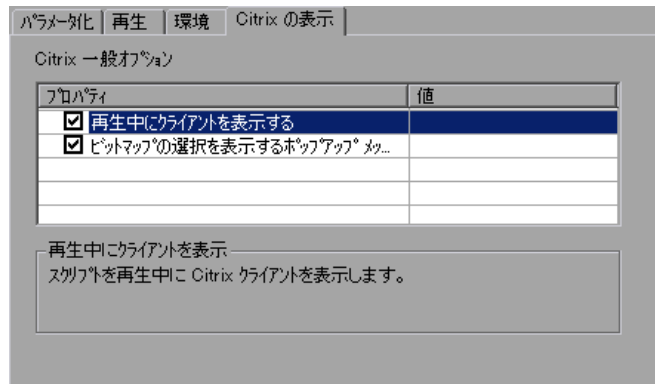 パラメータ化 再生 環境 Citrix の表示
Citrix 一般オプション
プロパティ 値
再生中にクライアントを表示する
ビットマップの選択を表示するポップアップ メッ...
再生中にクライアントを表示
スクリプトを再生中に Citrix クライアントを表示します。